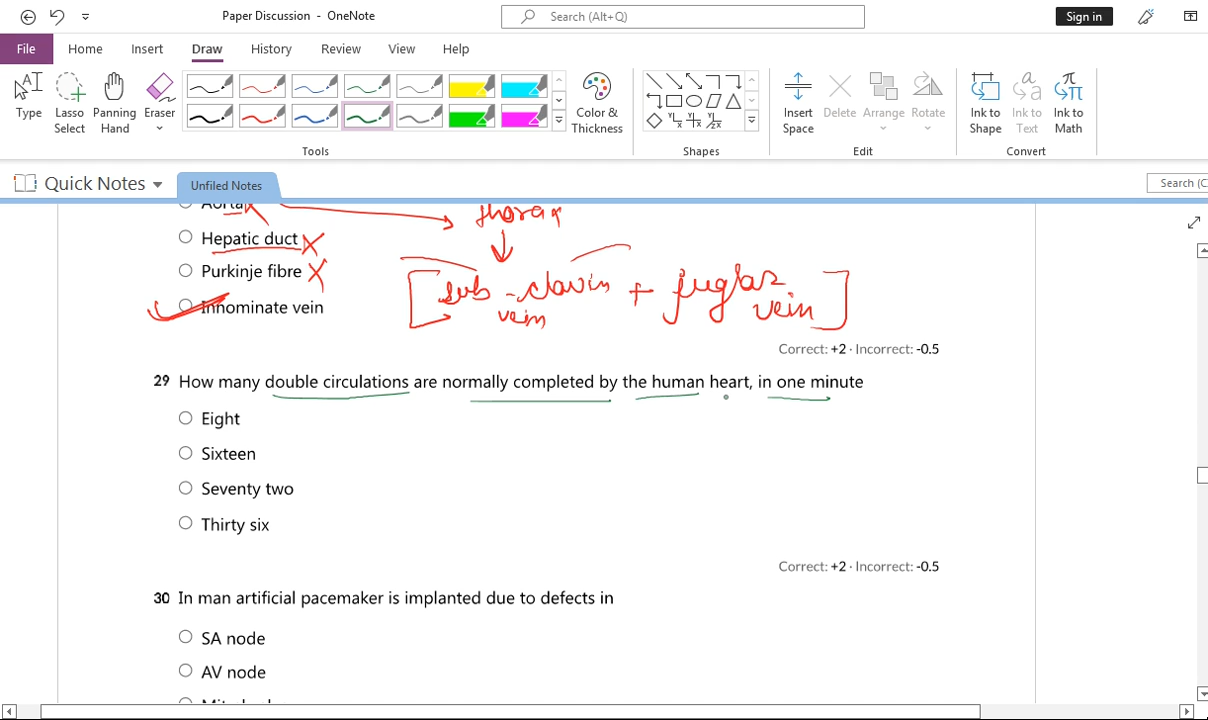 Paper Discussion - OneNote
Search (Alt+Q)
Sign in
File Home Insert Draw History Review View Help
Type
Lasso Select
Panning Hand
Eraser
Color & Thickness
Insert Space
Delete
Arrange
Rotate
Ink to Shape
Ink to Text
Ink to Math
Tools
Shapes
Edit
Convert
Quick Notes
Unfiled Notes
Search (C
Aorta
thorax
Hepatic duct
Purkinje fibre
[sub-clavin vein + juglar vein]
Innominate vein
Correct: +2 · Incorrect: -0.5
29 How many double circulations are normally completed by the human heart, in one minute
Eight
Sixteen
Seventy two
Thirty six
Correct: +2 · Incorrect: -0.5
30 In man artificial pacemaker is implanted due to defects in
SA node
AV node